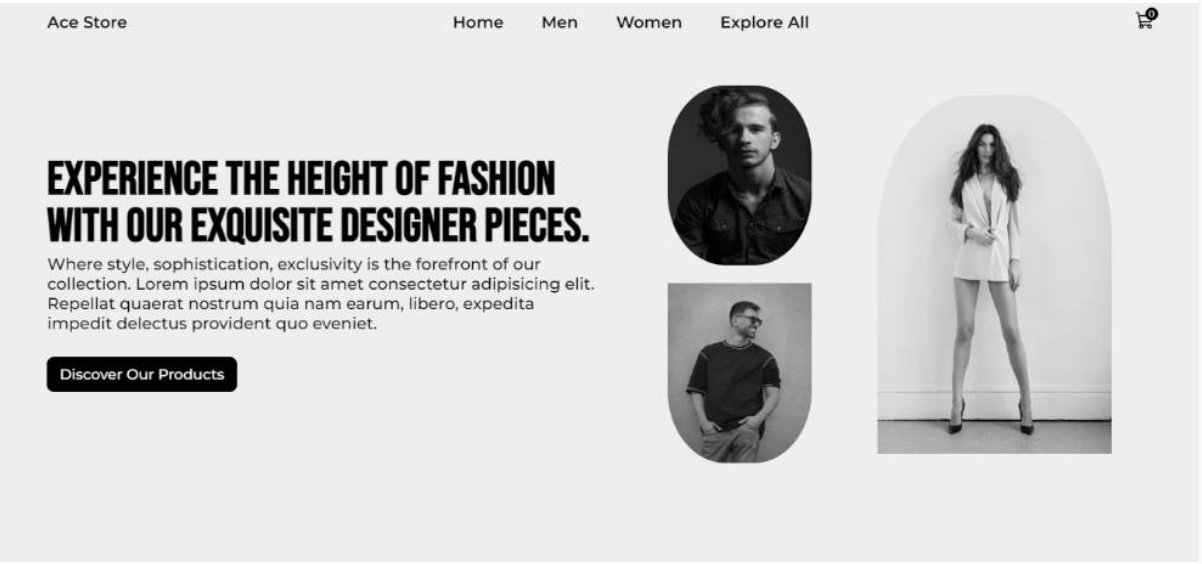 Ace Store
Home Men Women Explore All
0
EXPERIENCE THE HEIGHT OF FASHION
WITH OUR EXQUISITE DESIGNER PIECES.
Where style, sophistication, exclusivity is the forefront of our
collection. Lorem ipsum dolor sit amet consectetur adipisicing elit.
Repellat quaerat nostrum quia nam earum, libero, expedita
impedit delectus provident quo eveniet.
Discover Our Products